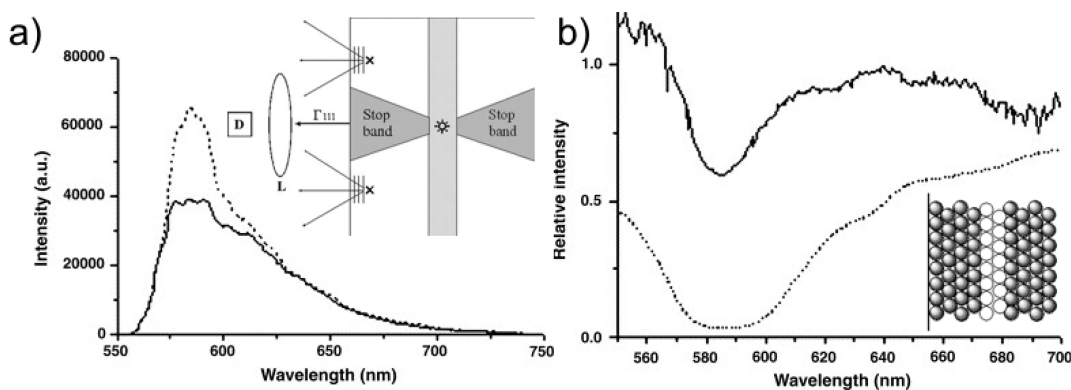 a)
80000
60000
40000
20000
0
Intensity (a.u.)
550
600
650
700
750
Wavelength (nm)
D
L
Γ111
Stop
band
Stop
band
b)
1.0
0.5
0.0
Relative intensity
560
580
600
620
640
660
680
700
Wavelength (nm)